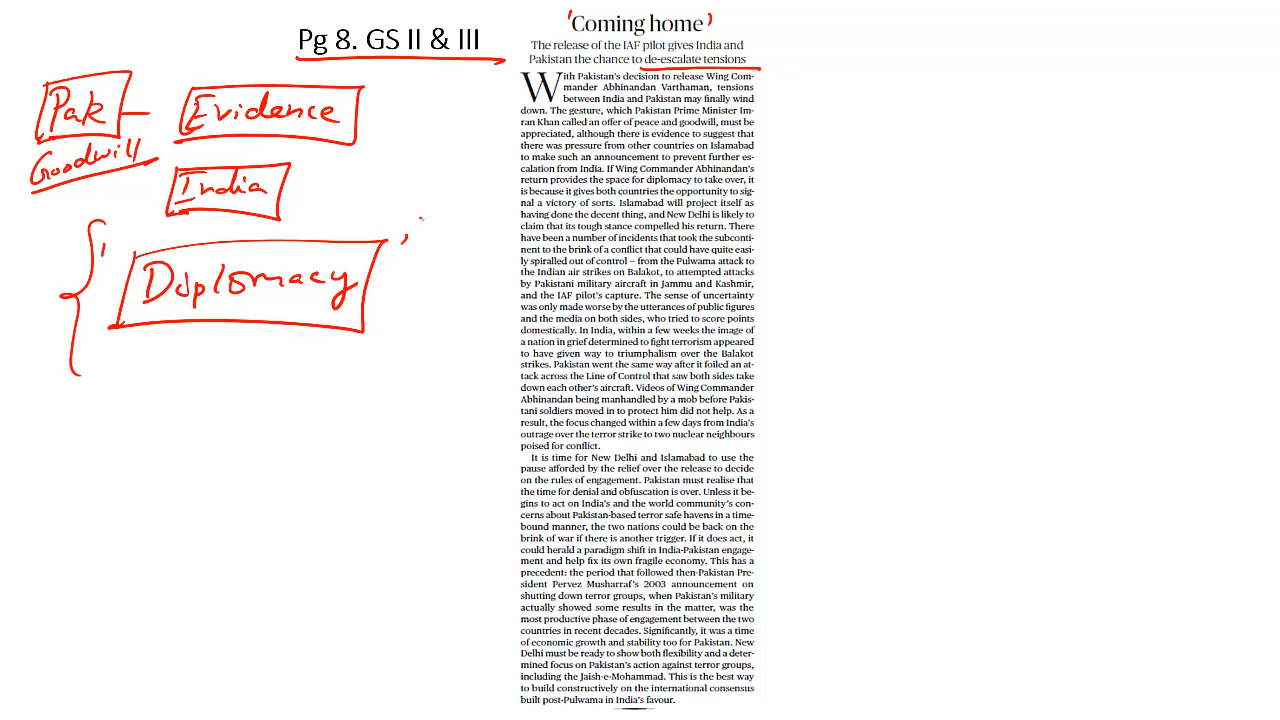 Pg 8. GS II & III
Pak
Evidence
Goodwill
India
'Diplomacy'
'Coming home'
The release of the IAF pilot gives India and
Pakistan the chance to de-escalate tensions
With Pakistan's decision to release Wing Com-
mander Abhinandan Varthaman, tensions
between India and Pakistan may finally wind
down. The gesture, which Pakistan Prime Minister Im-
ran Khan called an offer of peace and goodwill, must be
appreciated, although there is evidence to suggest that
there was pressure from other countries on Islamabad
to make such an announcement to prevent further es-
calation from India. If Wing Commander Abhinandan's
return provides the space for diplomacy to take over, it
is because it gives both countries the opportunity to sig-
nal a victory of sorts. Islamabad will project itself as
having done the decent thing, and New Delhi is likely to
claim that its tough stance compelled his return. There
have been a number of incidents that took the subconti-
nent to the brink of a conflict that could have quite easi-
ly spiralled out of control – from the Pulwama attack to
the Indian air strikes on Balakot, to attempted attacks
by Pakistani military aircraft in Jammu and Kashmir,
and the IAF pilot's capture. The sense of uncertainty
was only made worse by the utterances of public figures
and the media on both sides, who tried to score points
domestically. In India, within a few weeks the image of
a nation in grief determined to fight terrorism appeared
to have given way to triumphalism over the Balakot
strikes. Pakistan went the same way after it foiled an at-
tack across the Line of Control that saw both sides take
down each other's aircraft. Videos of Wing Commander
Abhinandan being manhandled by a mob before Pakis-
tani soldiers moved in to protect him did not help. As a
result, the focus changed within a few days from India's
outrage over the terror strike to two nuclear neighbours
poised for conflict.
It is time for New Delhi and Islamabad to use the
pause afforded by the relief over the release to decide
on the rules of engagement. Pakistan must realise that
the time for denial and obfuscation is over. Unless it be-
gins to act on India's and the world community's con-
cerns about Pakistan-based terror safe havens in a time-
bound manner, the two nations could be back on the
brink of war if there is another trigger. If it does act, it
could herald a paradigm shift in India-Pakistan engage-
ment and help fix its own fragile economy. This has a
precedent: the period that followed then-Pakistan Pre-
sident Pervez Musharraf's 2003 announcement on
shutting down terror groups, when Pakistan's military
actually showed some results in the matter, was the
most productive phase of engagement between the two
countries in recent decades. Significantly, it was a time
of economic growth and stability too for Pakistan. New
Delhi must be ready to show both flexibility and a deter-
mined focus on Pakistan's action against terror groups,
including the Jaish-e-Mohammad. This is the best way
to build constructively on the international consensus
built post-Pulwama in India's favour.